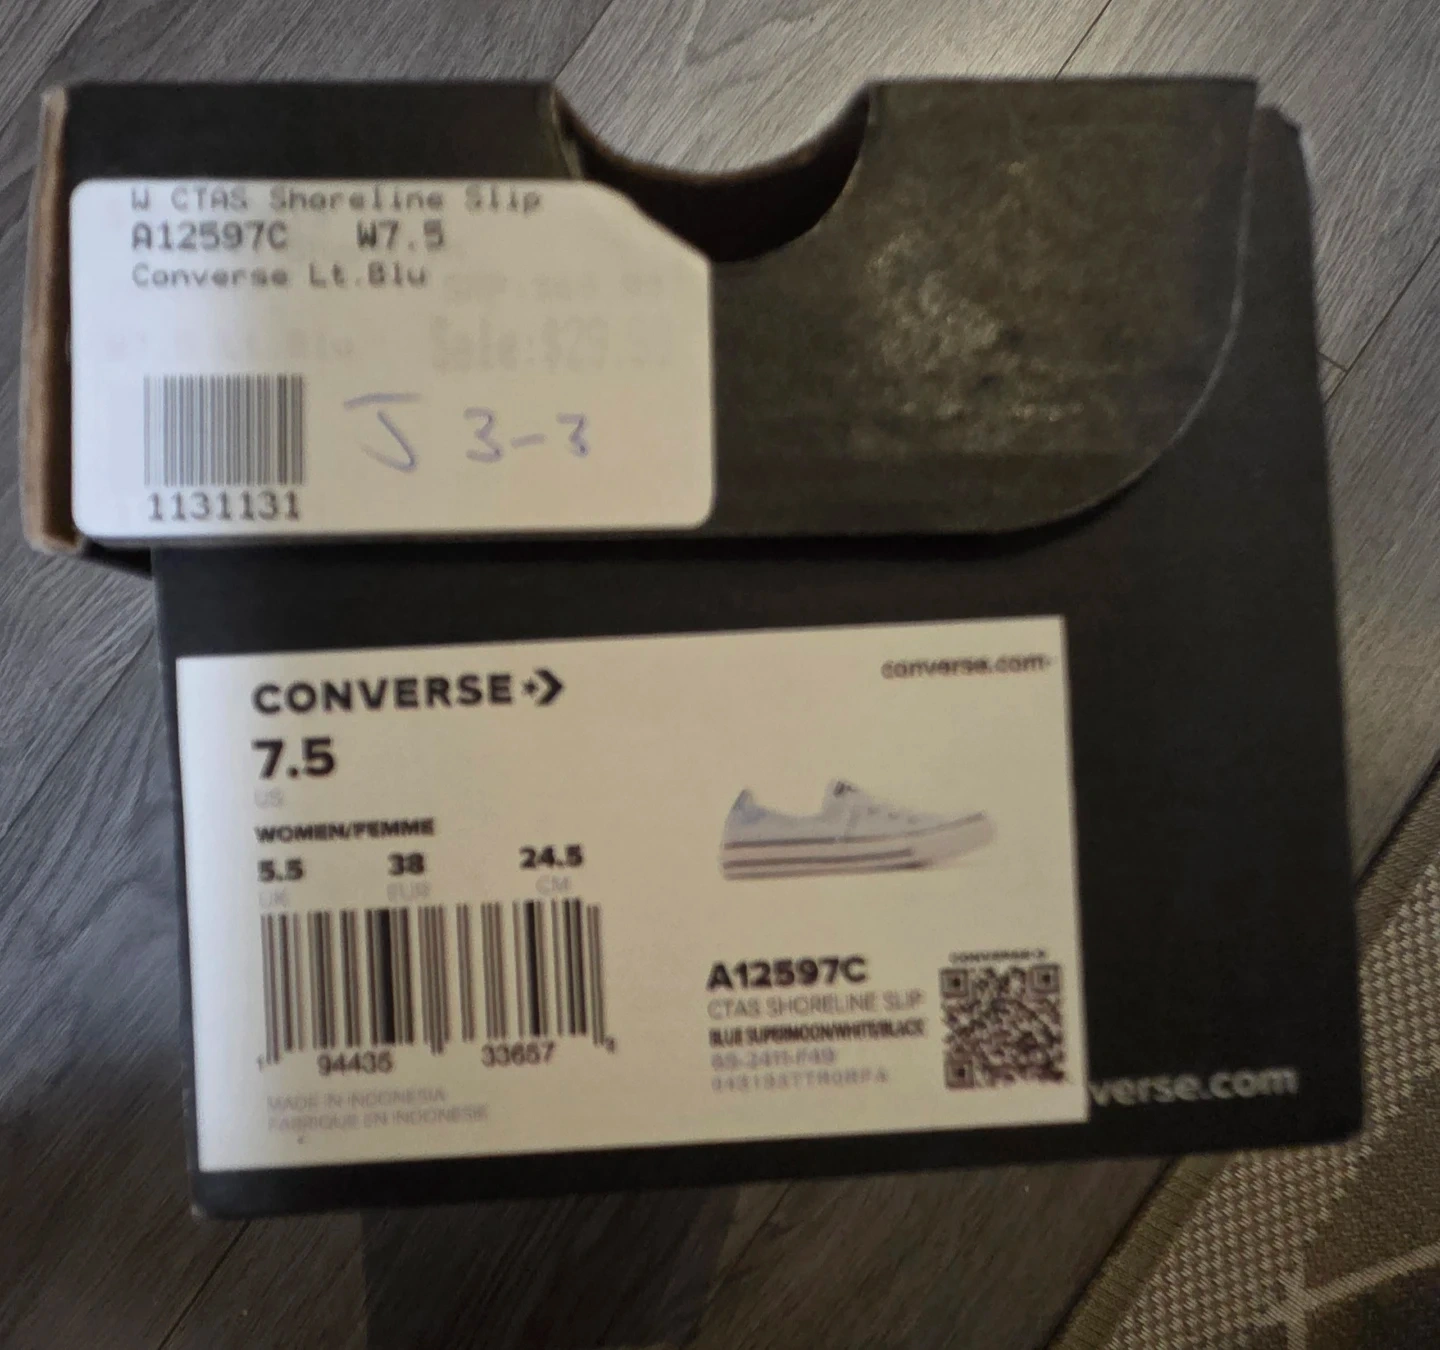 W CTAS Shoreline Slip
A12597C W7.5
Converse Lt.Blu
J 3-3
1131131
CONVERSE
converse.com
7.5
US
WOMEN/FEMME
5.5 38 24.5
UK EUR CM
94435 33657
MADE IN INDONESIA
FABRIQUE EN INDONESIE
CONVERSE
A12597C
CTAS SHORELINE SLIP
BLUE SUPERMOON/WHITE/BLACK
verse.com